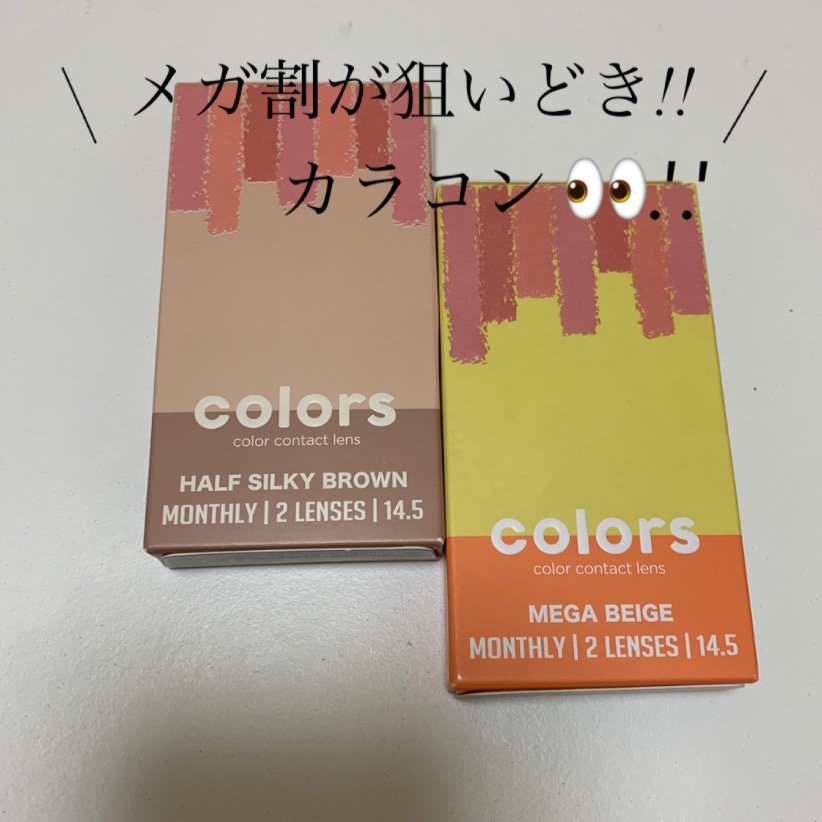 \ メガ割が狙いどき!! /
カラコン 👀.!!
colors
color contact lens
HALF SILKY BROWN
MONTHLY | 2 LENSES | 14.5
colors
color contact lens
MEGA BEIGE
MONTHLY | 2 LENSES | 14.5